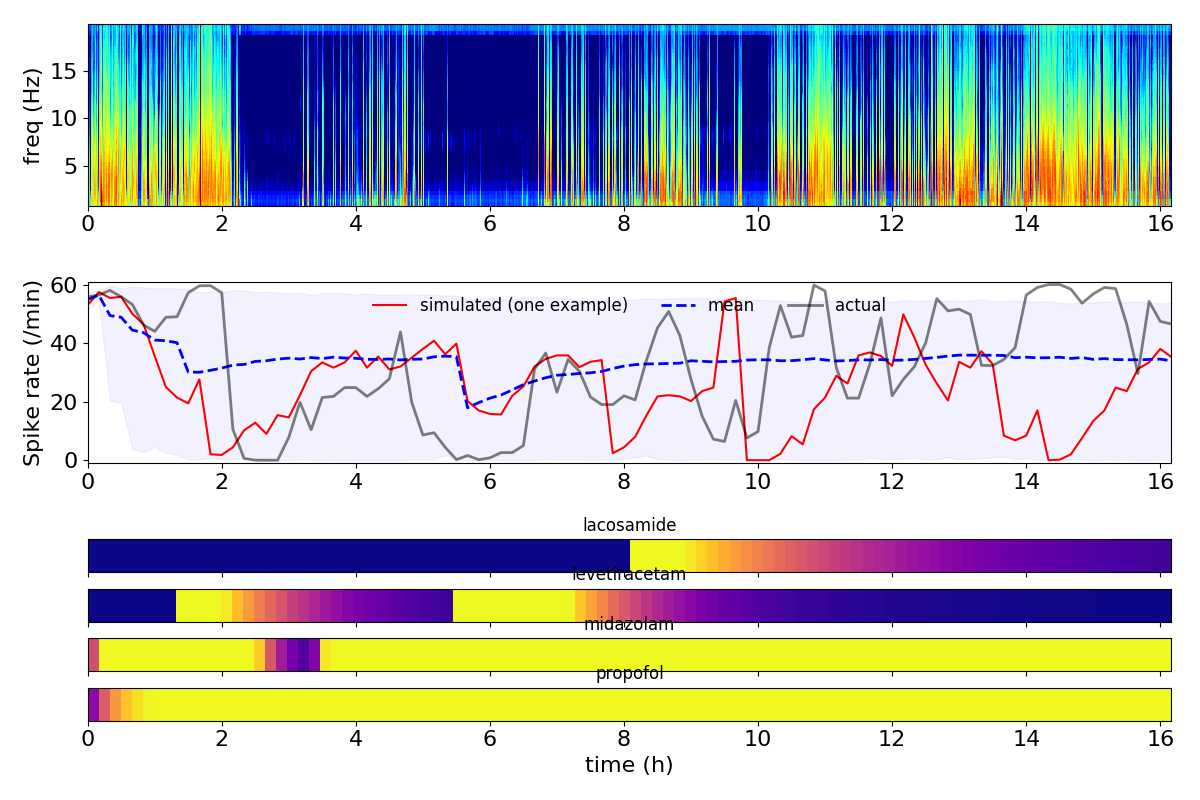 freq (Hz)
15
10
5
0 2 4 6 8 10 12 14 16
Spike rate (/min)
60
40
20
0
simulated (one example) mean actual
0 2 4 6 8 10 12 14 16
lacosamide
levetiracetam
midazolam
propofol
0 2 4 6 8 10 12 14 16
time (h)